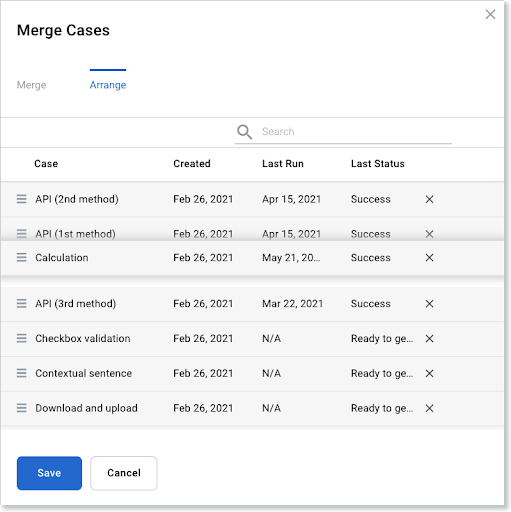 Merge Cases
Merge Arrange
Search
Case Created Last Run Last Status
API (2nd method) Feb 26, 2021 Apr 15, 2021 Success
API (1st method) Feb 26, 2021 Apr 15, 2021 Success
Calculation Feb 26, 2021 May 21, 20... Success
API (3rd method) Feb 26, 2021 Mar 22, 2021 Success
Checkbox validation Feb 26, 2021 N/A Ready to ge...
Contextual sentence Feb 26, 2021 N/A Ready to ge...
Download and upload Feb 26, 2021 N/A Ready to ge...
Save Cancel